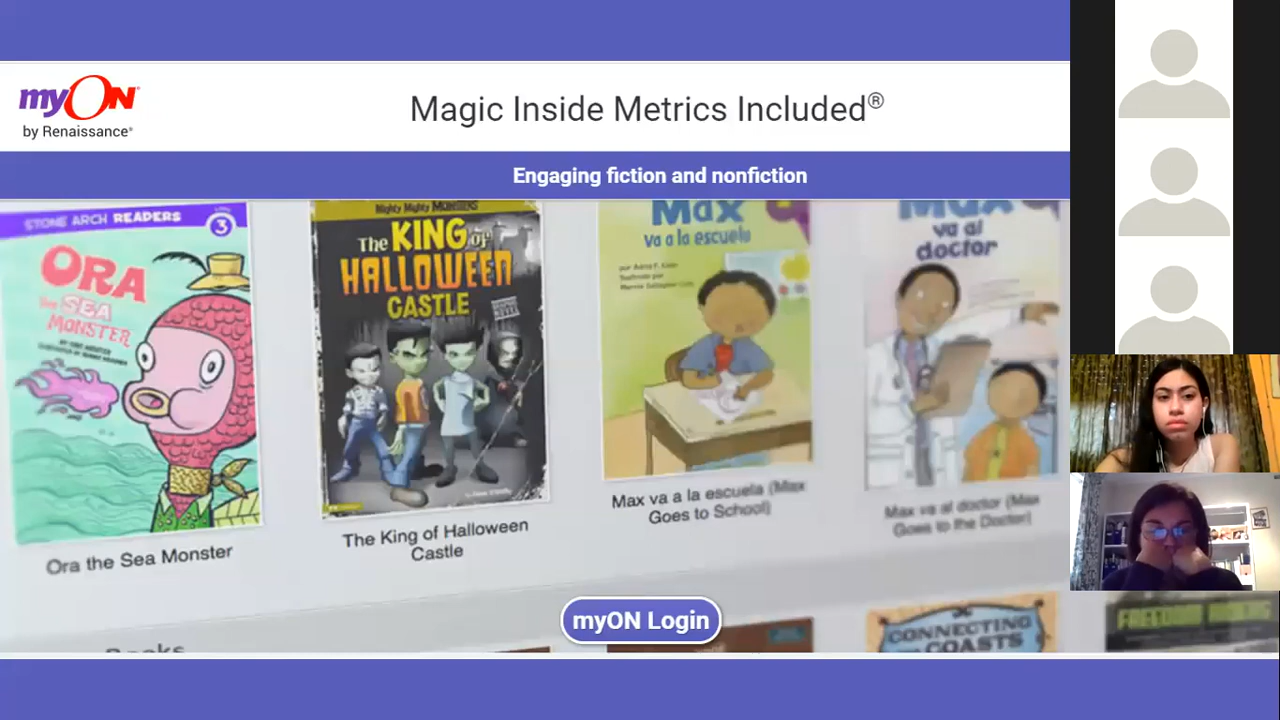 myON
by Renaissance®
Magic Inside Metrics Included®
Engaging fiction and nonfiction
STONE ARCH READERS
3
ORA
THE SEA
MONSTER
Mighty Mighty MONSTERS
The KING of
HALLOWEEN
CASTLE
Max
va a la escuela
Max
va al
doctor
Ora the Sea Monster
The King of Halloween
Castle
Max va a la escuela (Max
Goes to School)
Max va al doctor (Max
Goes to the Doctor)
myON Login
Books
CONNECTING
COASTS